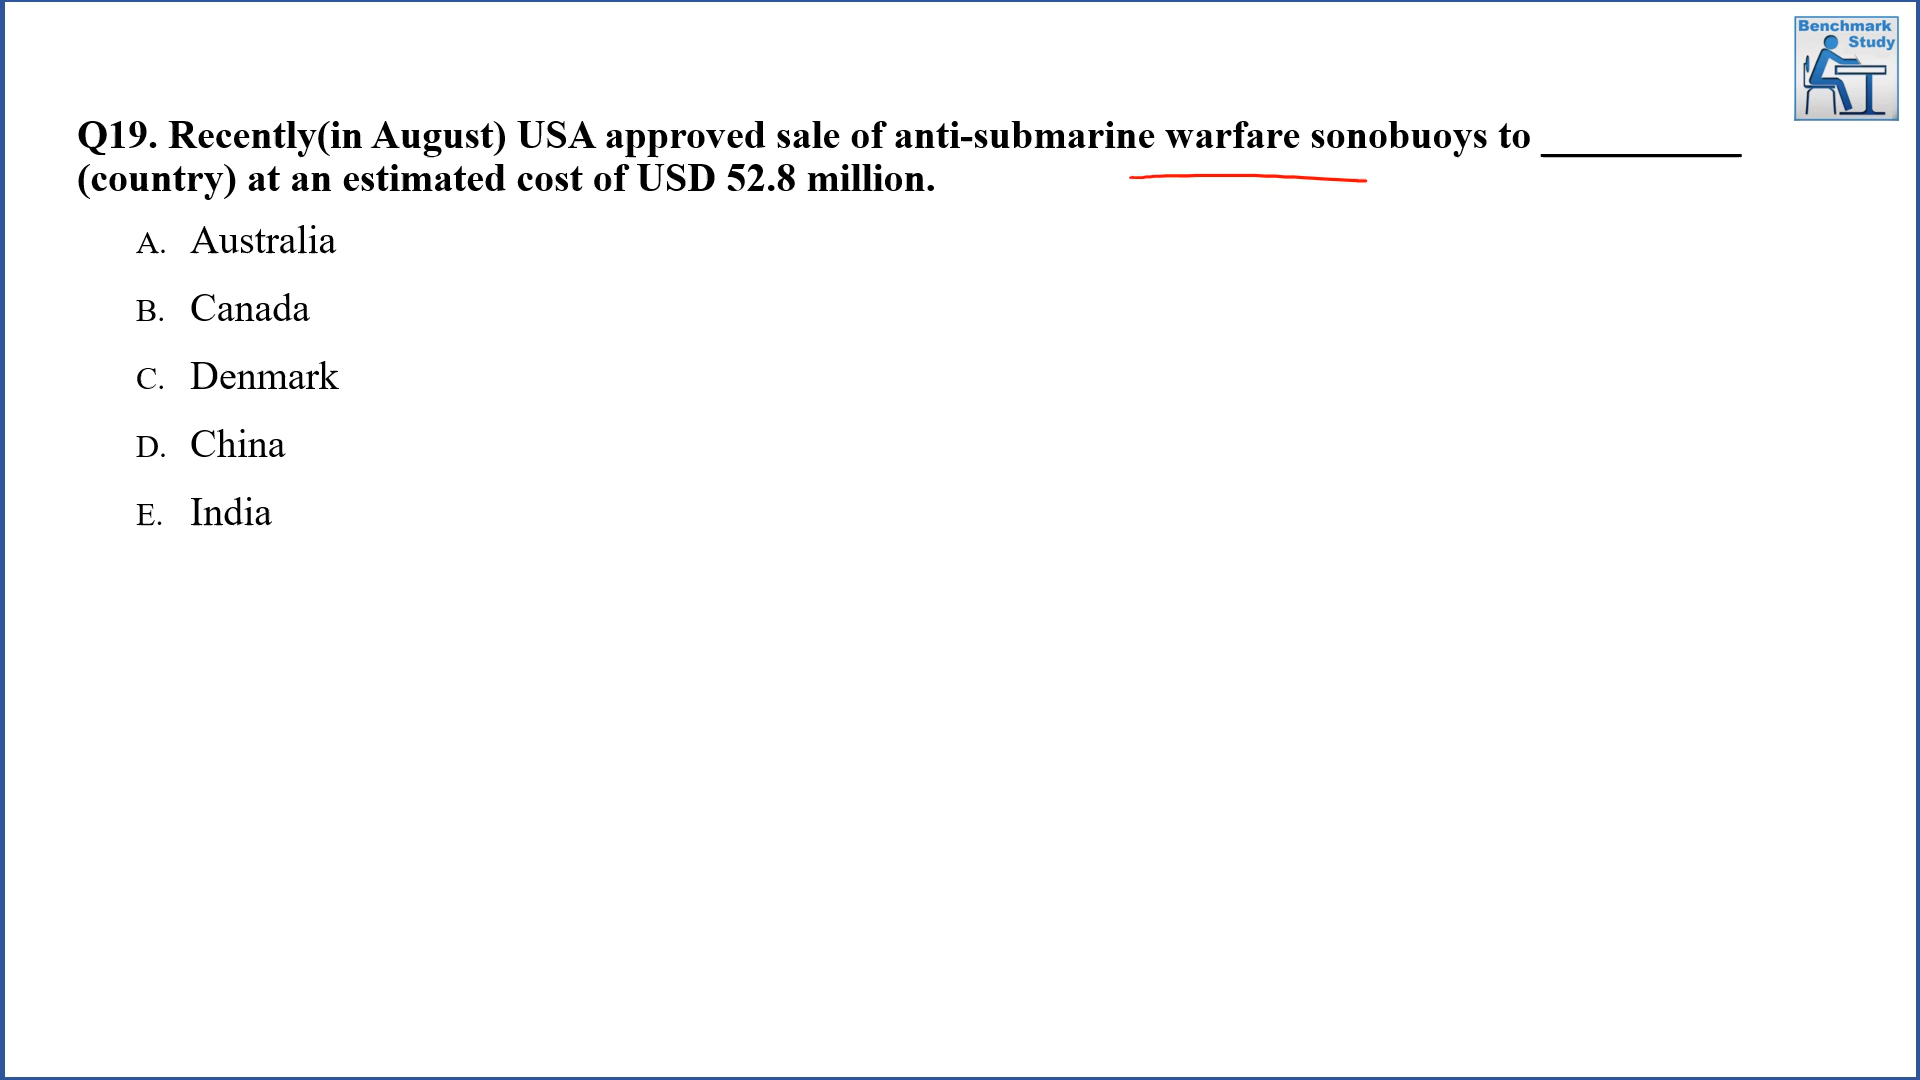 Benchmark
Study
Q19. Recently(in August) USA approved sale of anti-submarine warfare sonobuoys to __________
(country) at an estimated cost of USD 52.8 million.
A. Australia
B. Canada
C. Denmark
D. China
E. India